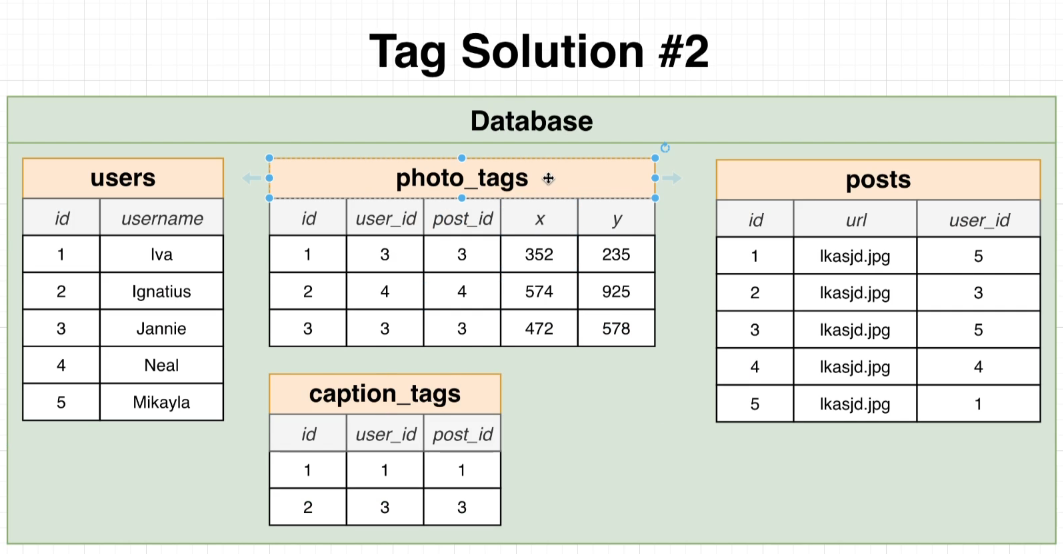 Tag Solution #2
Database
users
id username
1 Iva
2 Ignatius
3 Jannie
4 Neal
5 Mikayla
photo_tags
id user_id post_id x y
1 3 3 352 235
2 4 4 574 925
3 3 3 472 578
caption_tags
id user_id post_id
1 1 1
2 3 3
posts
id url user_id
1 lkasjd.jpg 5
2 lkasjd.jpg 3
3 lkasjd.jpg 5
4 lkasjd.jpg 4
5 lkasjd.jpg 1